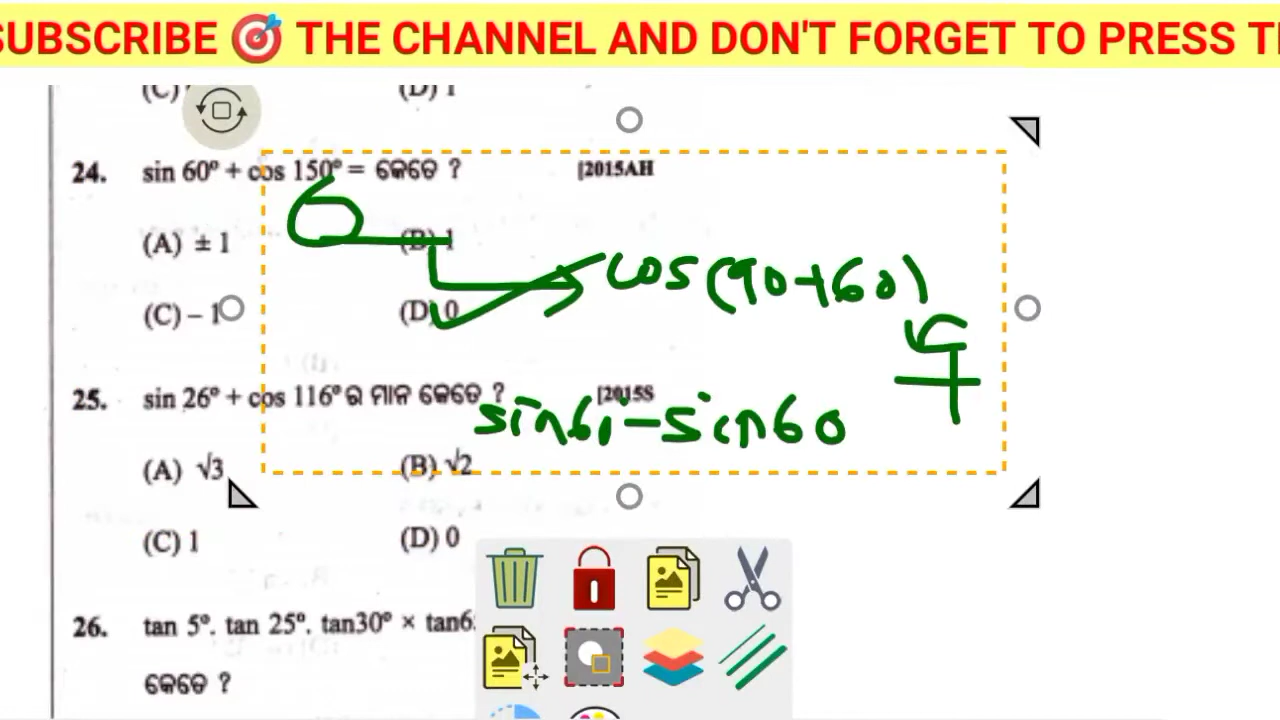 SUBSCRIBE 🎯 THE CHANNEL AND DON'T FORGET TO PRESS
(D) 1
24. sin 60° + cos 150° = କେତେ ? [2015AH
(A) ± 1 (B) 1
cos(90+60)
(C) – 1 (D) 0
25. sin 26° + cos 116° ର ମାନ କେତେ ? [2015S
sin60–sin60
(A) √3 (B) √2
(C) 1 (D) 0
26. tan 5°. tan 25°. tan30° ×
କେତେ ?